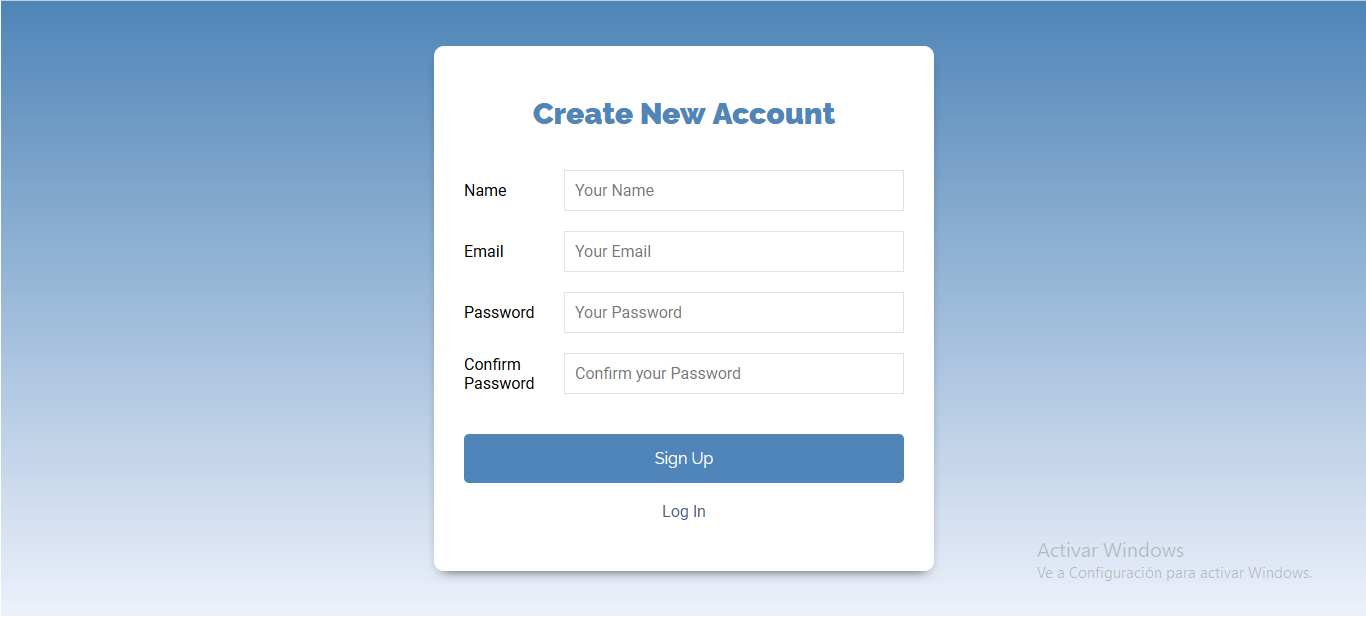 Create New Account
Name
Your Name
Email
Your Email
Password
Your Password
Confirm
Password
Confirm your Password
Sign Up
Log In
Activar Windows
Ve a Configuración para activar Windows.